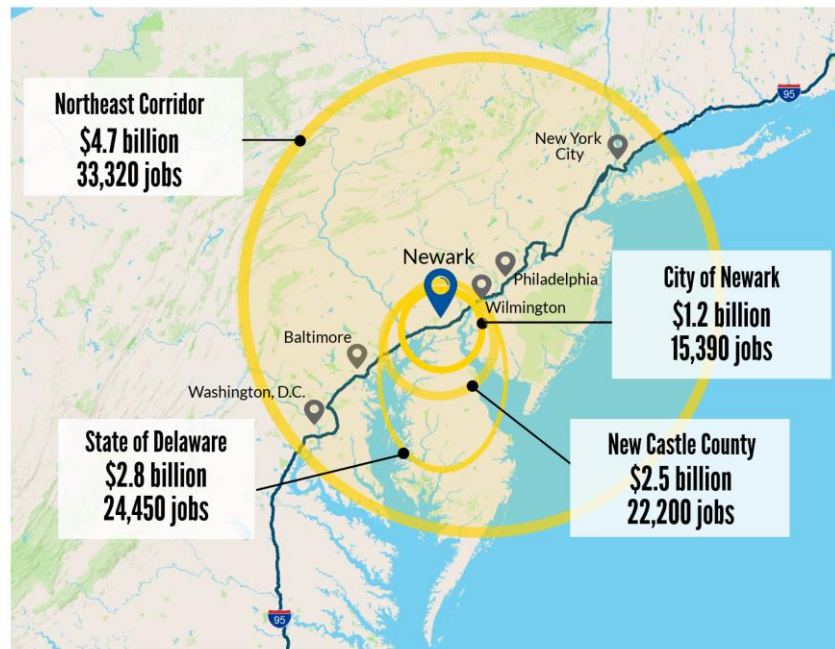 Northeast Corridor
$4.7 billion
33,320 jobs
95
New York
City
Newark
Philadelphia
Wilmington
City of Newark
$1.2 billion
15,390 jobs
Baltimore
Washington, D.C.
State of Delaware
$2.8 billion
24,450 jobs
New Castle County
$2.5 billion
22,200 jobs
95